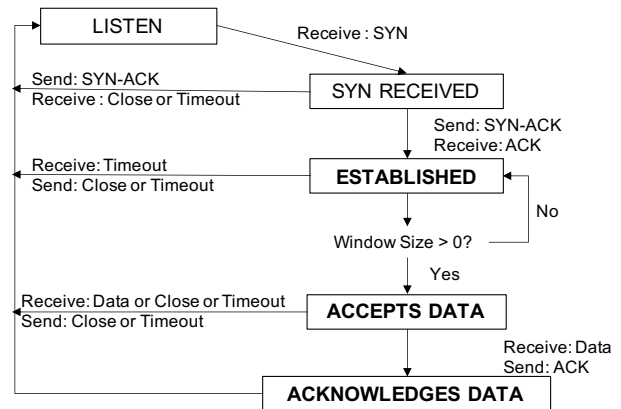 LISTEN
Receive : SYN
Send: SYN-ACK
Receive : Close or Timeout
SYN RECEIVED
Send: SYN-ACK
Receive: ACK
Receive: Timeout
Send: Close or Timeout
ESTABLISHED
No
Window Size > 0?
Yes
Receive: Data or Close or Timeout
Send: Close or Timeout
ACCEPTS DATA
Receive: Data
Send: ACK
ACKNOWLEDGES DATA